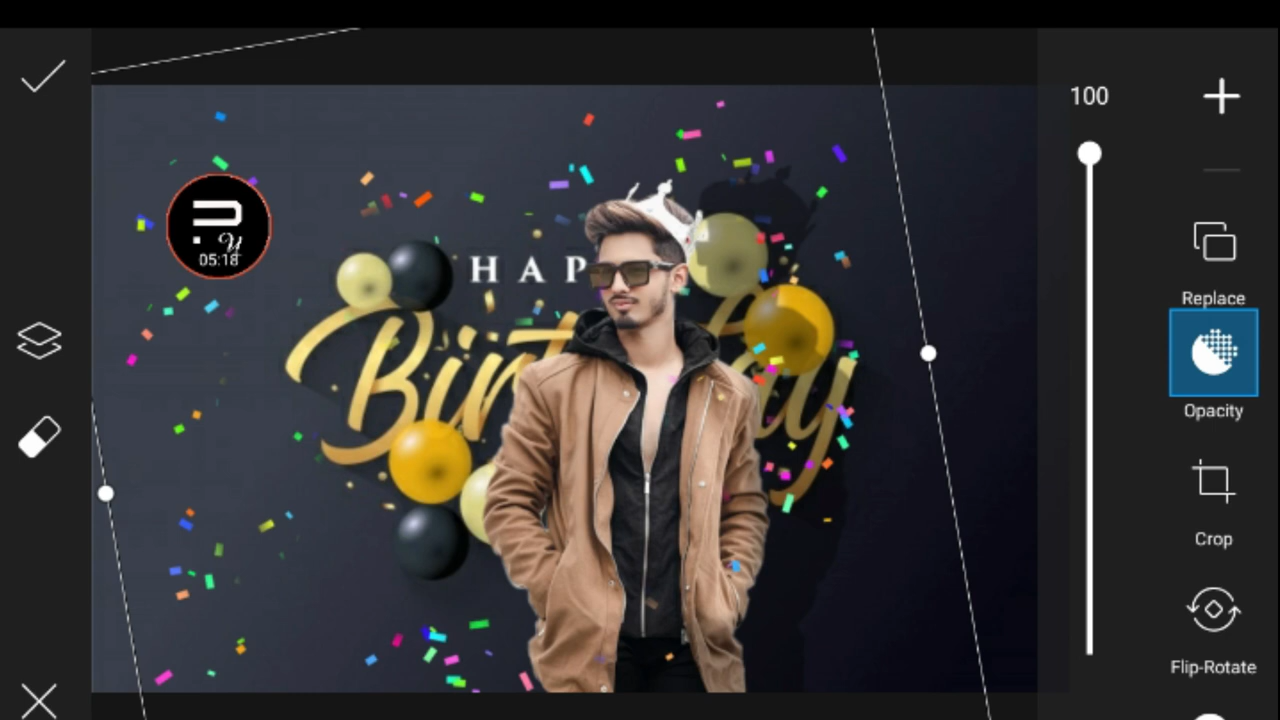 100
05:18
HAP
Birt ay
Replace
Opacity
Crop
Flip-Rotate